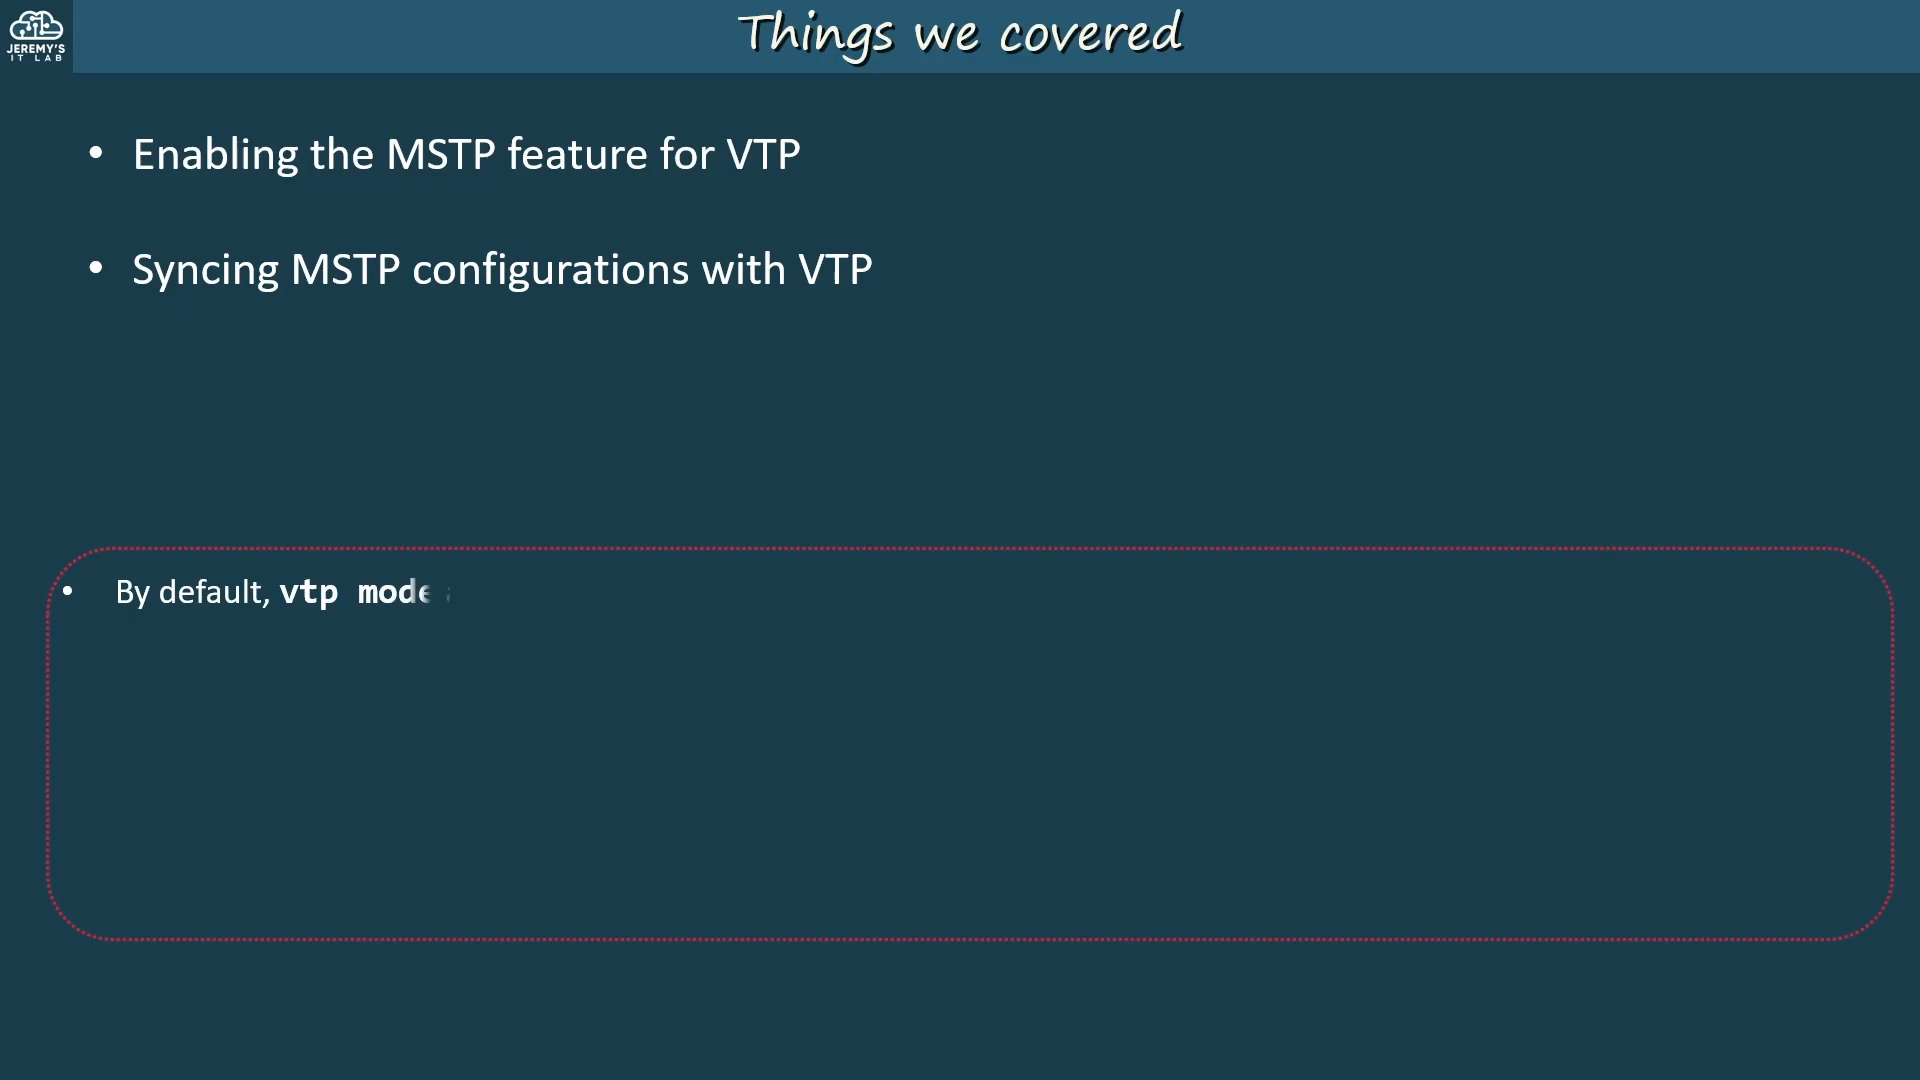 JEREMY'S
IT LAB
Things we covered
• Enabling the MSTP feature for VTP
• Syncing MSTP configurations with VTP
• By default, vtp mode